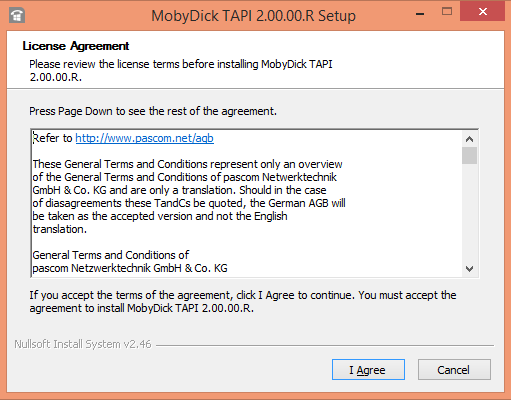 MobyDick TAPI 2.00.00.R Setup
License Agreement
Please review the license terms before installing MobyDick TAPI
2.00.00.R.
Press Page Down to see the rest of the agreement.
Refer to http://www.pascom.net/agb
These General Terms and Conditions represent only an overview
of the General Terms and Conditions of pascom Netwerktechnik
GmbH & Co. KG and are only a translation. Should in the case
of diasagreements these TandCs be quoted, the German AGB will
be taken as the accepted version and not the English
translation.
General Terms and Conditions of
pascom Netzwerktechnik GmbH & Co. KG
If you accept the terms of the agreement, click I Agree to continue. You must accept the
agreement to install MobyDick TAPI 2.00.00.R.
Nullsoft Install System v2.46
I Agree
Cancel